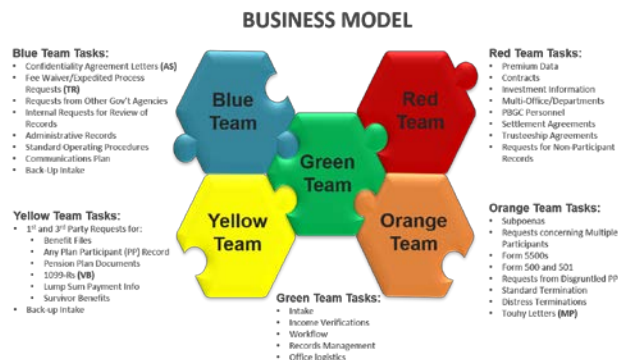 BUSINESS MODEL
Blue Team Tasks:
• Confidentiality Agreement Letters (AS)
• Fee Waiver/Expedited Process
Requests (TR)
• Requests from Other Gov't Agencies
• Internal Requests for Review of
Records
• Administrative Records
• Standard Operating Procedures
• Communications Plan
• Back-Up Intake
Yellow Team Tasks:
• 1st and 3rd Party Requests for:
• Benefit Files
• Any Plan Participant (PP) Record
• Pension Plan Documents
• 1099-Rs (VB)
• Lump Sum Payment Info
• Survivor Benefits
• Back-up Intake
Blue
Team
Red
Team
Green
Team
Yellow
Team
Orange
Team
Green Team Tasks:
• Intake
• Income Verifications
• Workflow
• Records Management
• Office logistics
Red Team Tasks:
• Premium Data
• Contracts
• Investment Information
• Multi-Office/Departments
• PBGC Personnel
• Settlement Agreements
• Trusteeship Agreements
• Requests for Non-Participant
Records
Orange Team Tasks:
• Subpoenas
• Requests concerning Multiple
Participants
• Form 5500s
• Form 500 and 501
• Requests from Disgruntled PP
• Standard Termination
• Distress Terminations
• Touhy Letters (MP)